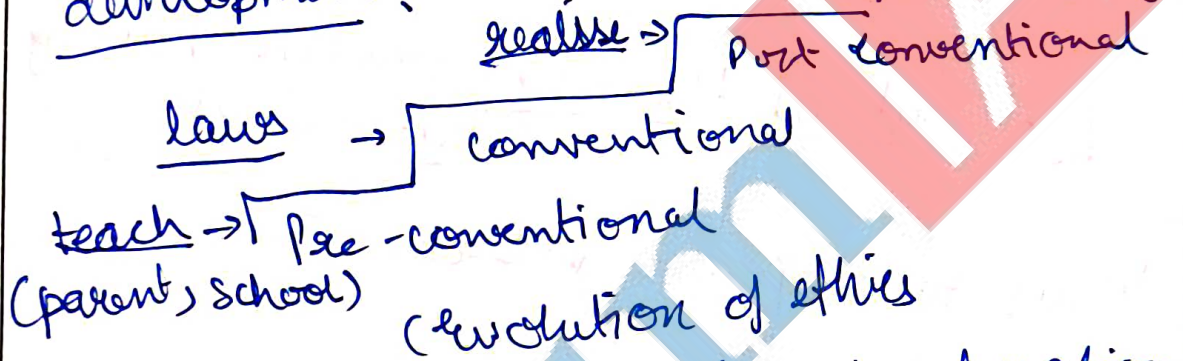 realise → Post conventional
laws → conventional
teach → Pre-conventional
(parent, school)
(evolution of ethics